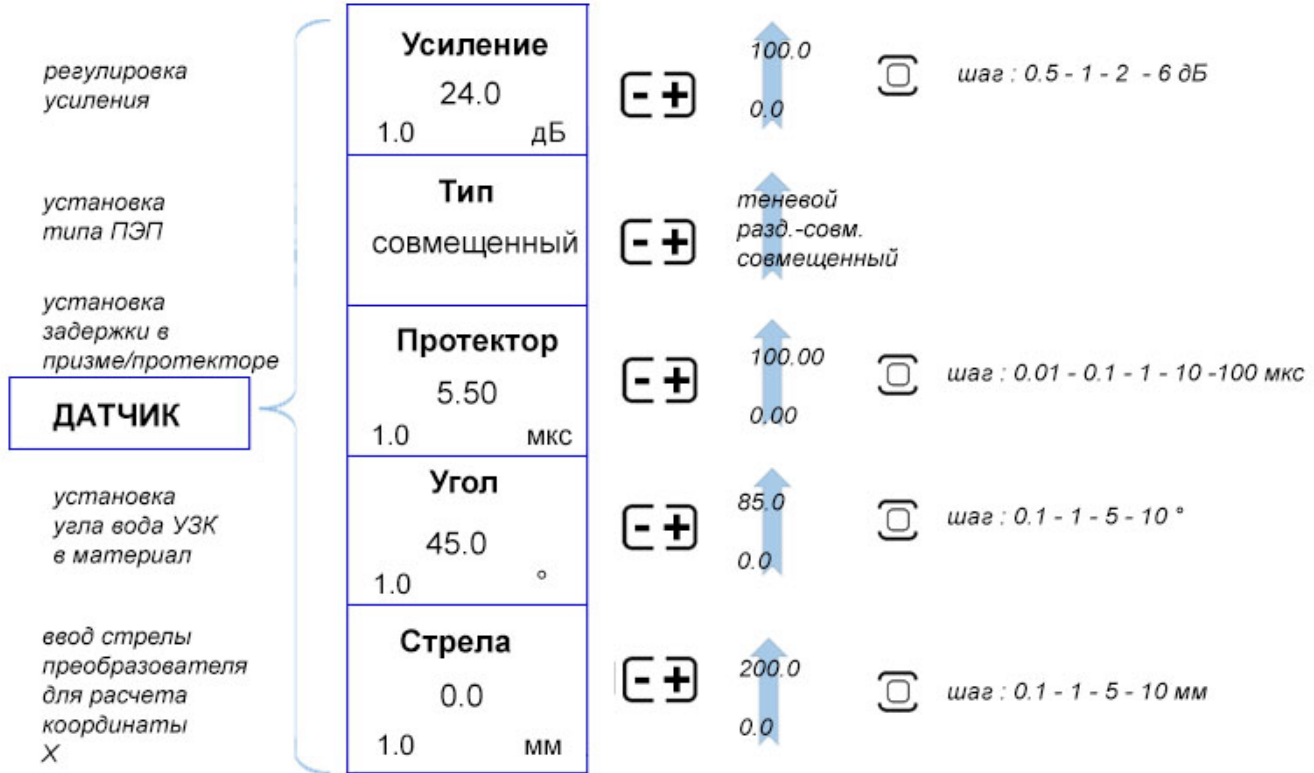 регулировка
усиления
Усиление
24.0
1.0 дБ
- +
100.0
0.0
шаг : 0.5 - 1 - 2 - 6 дБ
установка
типа ПЭП
Тип
совмещенный
- +
теневой
разд.-совм.
совмещенный
установка
задержки в
призме/протекторе
Протектор
5.50
1.0 мкс
- +
100.00
0.00
шаг : 0.01 - 0.1 - 1 - 10 -100 мкс
ДАТЧИК
установка
угла вода УЗК
в материал
Угол
45.0
1.0 °
- +
85.0
0.0
шаг : 0.1 - 1 - 5 - 10 °
ввод стрелы
преобразователя
для расчета
координаты
X
Стрела
0.0
1.0 мм
- +
200.0
0.0
шаг : 0.1 - 1 - 5 - 10 мм